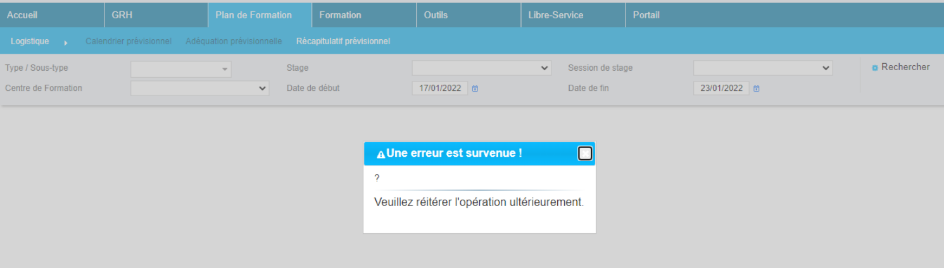 Accueil GRH Plan de Formation Formation Outils Libre-Service Portail
Logistique Calendrier prévisionnel Adéquation prévisionnelle Récapitulatif prévisionnel
Type / Sous-type Stage Session de stage Rechercher
Centre de Formation Date de début 17/01/2022 Date de fin 23/01/2022
Une erreur est survenue !
?
Veuillez réitérer l'opération ultérieurement.